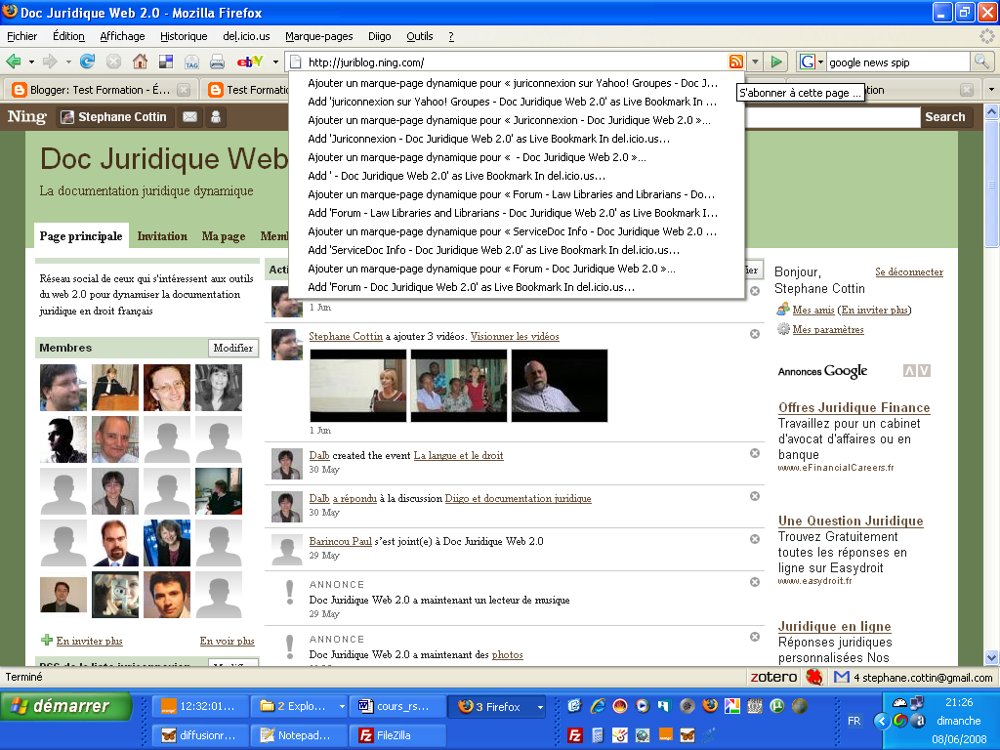 Doc Juridique Web 2.0 - Mozilla Firefox
Fichier Édition Affichage Historique del.icio.us Marque-pages Diigo Outils ?
TAG
ebY
http://juriblog.ning.com/
G google news spip
Blogger: Test Formation - É...
Test Formatio
ation
S'abonner à cette page ...
Ajouter un marque-page dynamique pour « juriconnexion sur Yahoo! Groupes - Doc J...
Add 'juriconnexion sur Yahoo! Groupes - Doc Juridique Web 2.0' as Live Bookmark In ...
Ajouter un marque-page dynamique pour « Juriconnexion - Doc Juridique Web 2.0 »...
Add 'Juriconnexion - Doc Juridique Web 2.0' as Live Bookmark In del.icio.us...
Ajouter un marque-page dynamique pour «  - Doc Juridique Web 2.0 »...
Add ' - Doc Juridique Web 2.0' as Live Bookmark In del.icio.us...
Ajouter un marque-page dynamique pour « Forum - Law Libraries and Librarians - Do...
Add 'Forum - Law Libraries and Librarians - Doc Juridique Web 2.0' as Live Bookmark I...
Ajouter un marque-page dynamique pour « ServiceDoc Info - Doc Juridique Web 2.0 ...
Add 'ServiceDoc Info - Doc Juridique Web 2.0' as Live Bookmark In del.icio.us...
Ajouter un marque-page dynamique pour « Forum - Doc Juridique Web 2.0 »...
Add 'Forum - Doc Juridique Web 2.0' as Live Bookmark In del.icio.us...
Ning Stephane Cottin
Search
Doc Juridique Web
La documentation juridique dynamique
Page principale Invitation Ma page Memb
Réseau social de ceux qui s'intéressent aux outils
du web 2.0 pour dynamiser la documentation
juridique en droit français
Membres Modifier
En inviter plus En voir plus
RSS de la liste juriconnexion Modifier
Acti
ier
1 Jun
Stephane Cottin a ajouter 3 vidéos. Visionner les vidéos
1 Jun
Dalb created the event La langue et le droit
30 May
Dalb a répondu à la discussion Diigo et documentation juridique
30 May
Barincou Paul s'est joint(e) à Doc Juridique Web 2.0
29 May
ANNONCE
Doc Juridique Web 2.0 a maintenant un lecteur de musique
29 May
ANNONCE
Doc Juridique Web 2.0 a maintenant des photos
Bonjour, Se déconnecter
Stephane Cottin
Mes amis (En inviter plus)
Mes paramètres
Annonces Google
Offres Juridique Finance
Travaillez pour un cabinet
d'avocat d'affaires ou en
banque
www.eFinancialCareers.fr
Une Question Juridique
Trouvez Gratuitement
toutes les réponses en
ligne sur Easydroit
www.easydroit.fr
Juridique en ligne
Réponses juridiques
personnalisées Nos
Terminé
zotero
4 stephane.cottin@gmail.com
démarrer
12:32:01...
2 Explo...
cours_rs...
3 Firefox
diffusionr...
Notepad...
FileZilla
FR
21:26
dimanche
08/06/2008